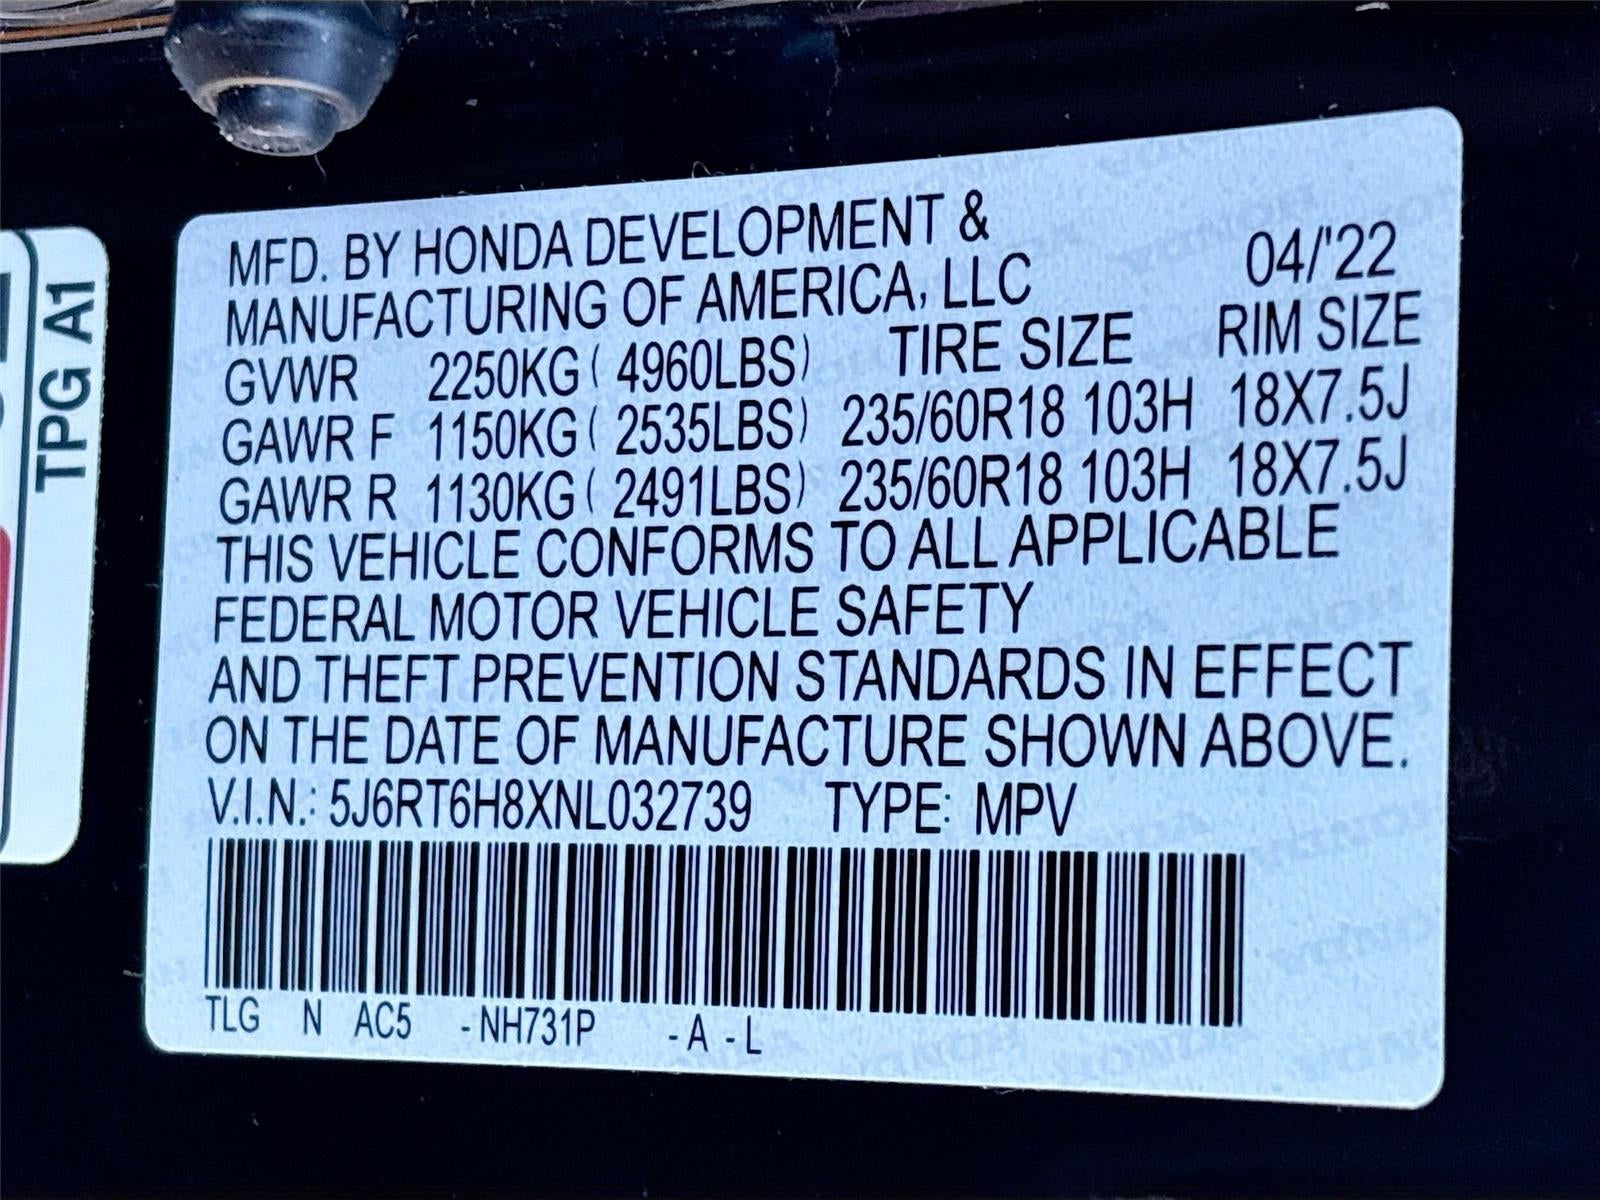 TPG A1
MFD. BY HONDA DEVELOPMENT &
MANUFACTURING OF AMERICA, LLC 04/'22
GVWR 2250KG ( 4960LBS) TIRE SIZE RIM SIZE
GAWR F 1150KG ( 2535LBS) 235/60R18 103H 18X7.5J
GAWR R 1130KG ( 2491LBS) 235/60R18 103H 18X7.5J
THIS VEHICLE CONFORMS TO ALL APPLICABLE
FEDERAL MOTOR VEHICLE SAFETY
AND THEFT PREVENTION STANDARDS IN EFFECT
ON THE DATE OF MANUFACTURE SHOWN ABOVE.
V.I.N.: 5J6RT6H8XNL032739 TYPE: MPV
TLG N AC5 -NH731P -A -L